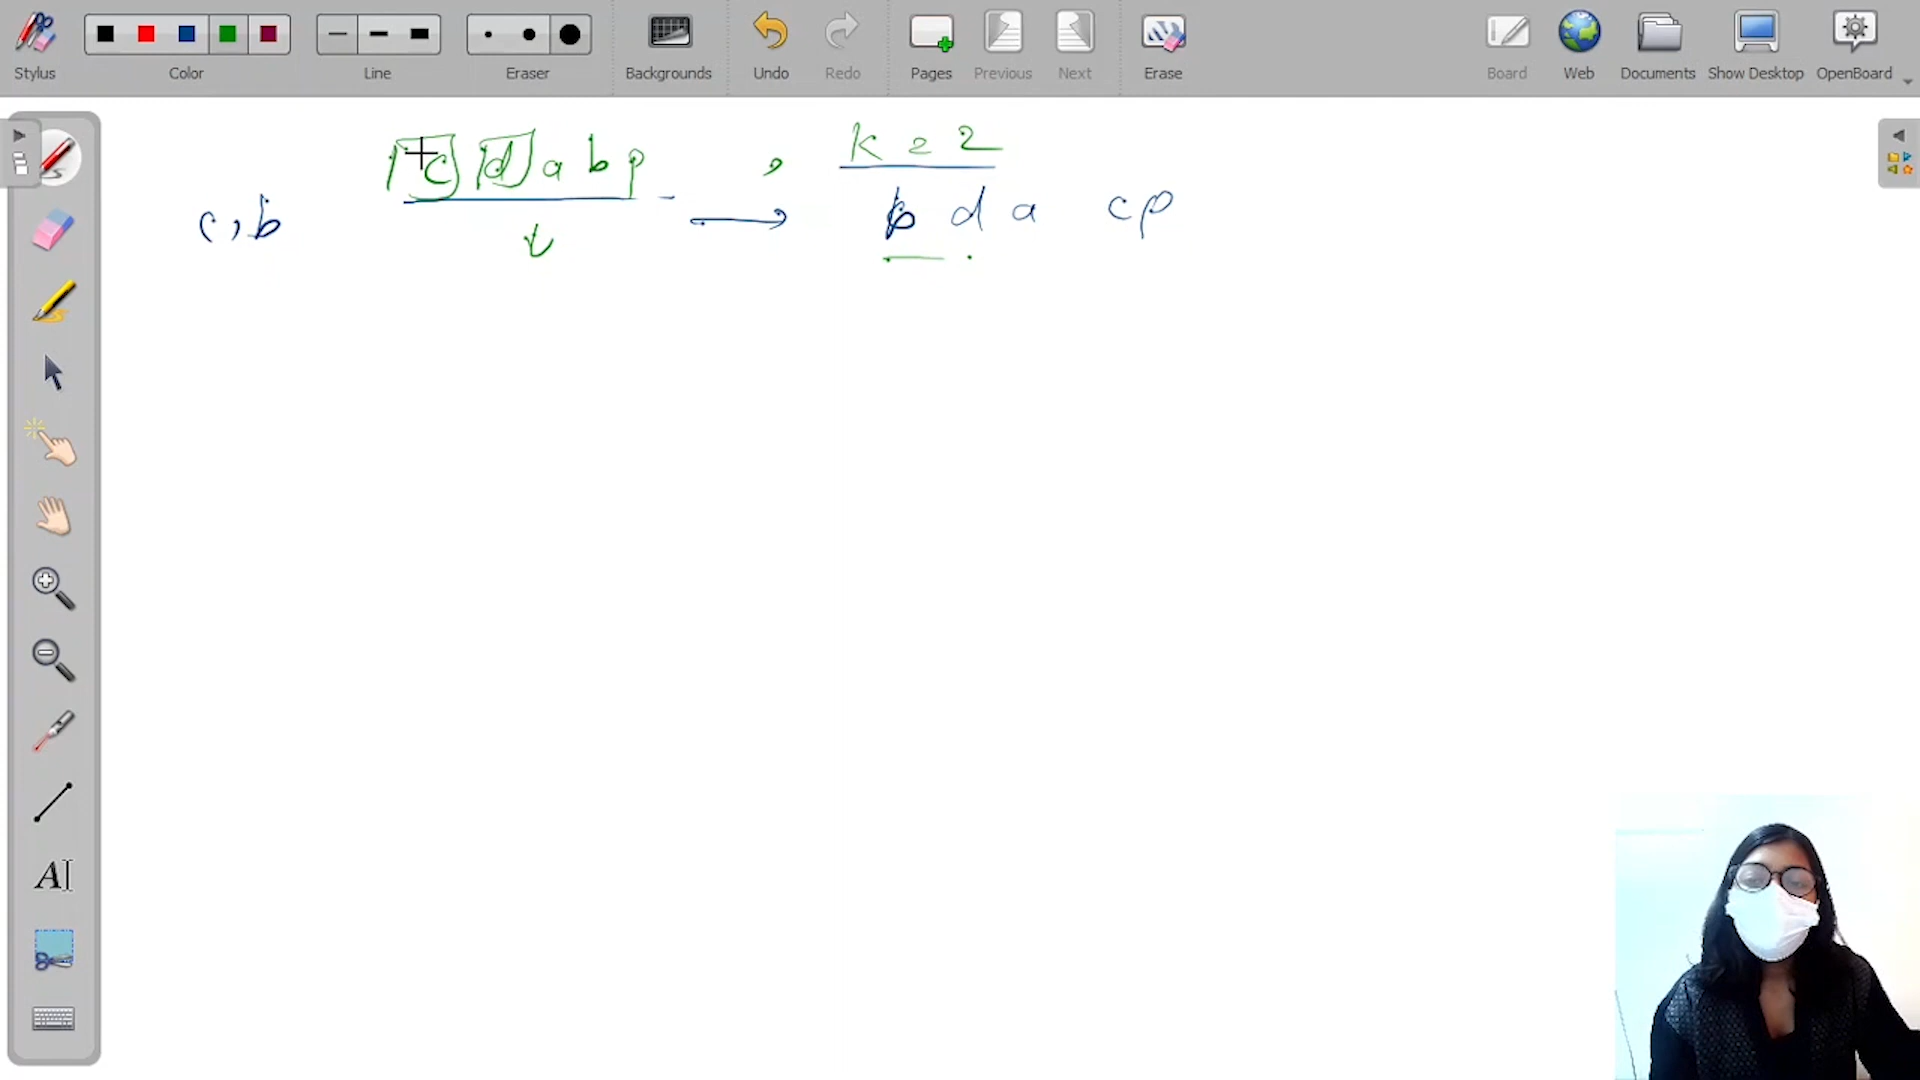 Stylus Color Line Eraser Backgrounds Undo Redo Pages Previous Next Erase Board Web Documents Show Desktop OpenBoard
c d a b p , k = 2
c, b → b d a c p
A